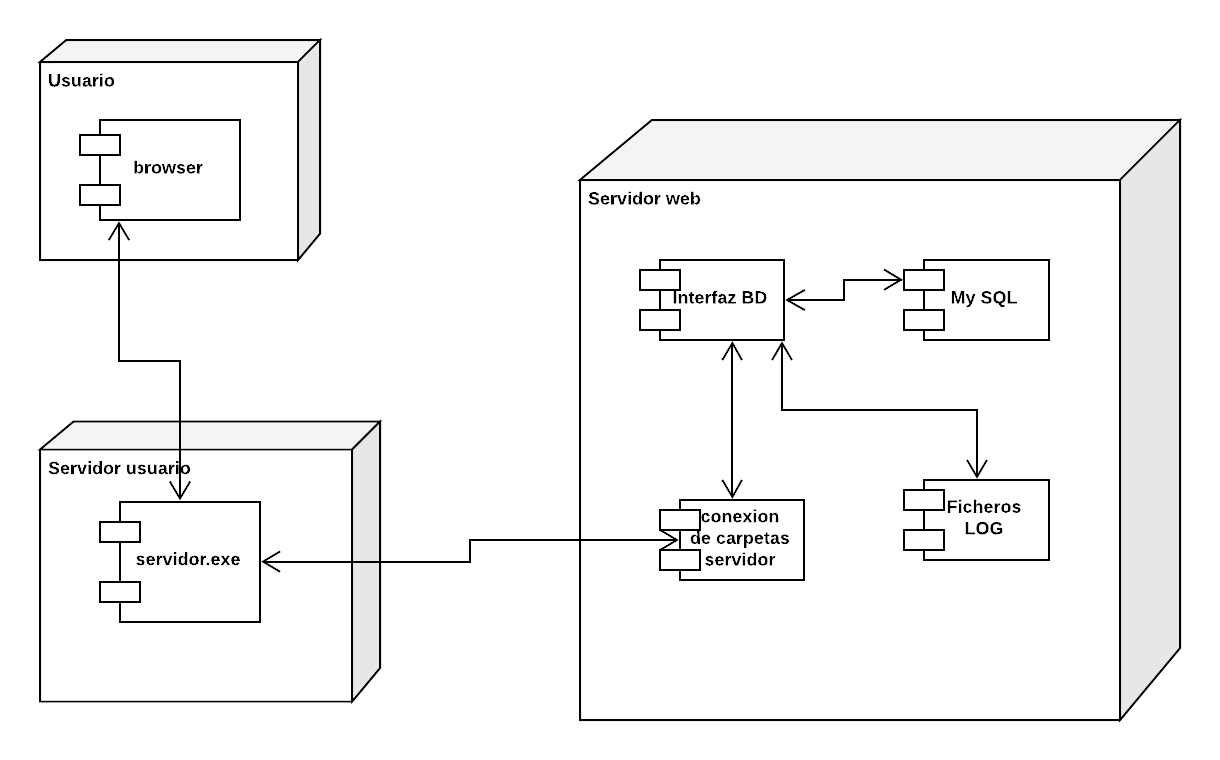 Usuario
browser
Servidor web
Interfaz BD
My SQL
Servidor usuario
servidor.exe
conexion
de carpetas
servidor
Ficheros
LOG